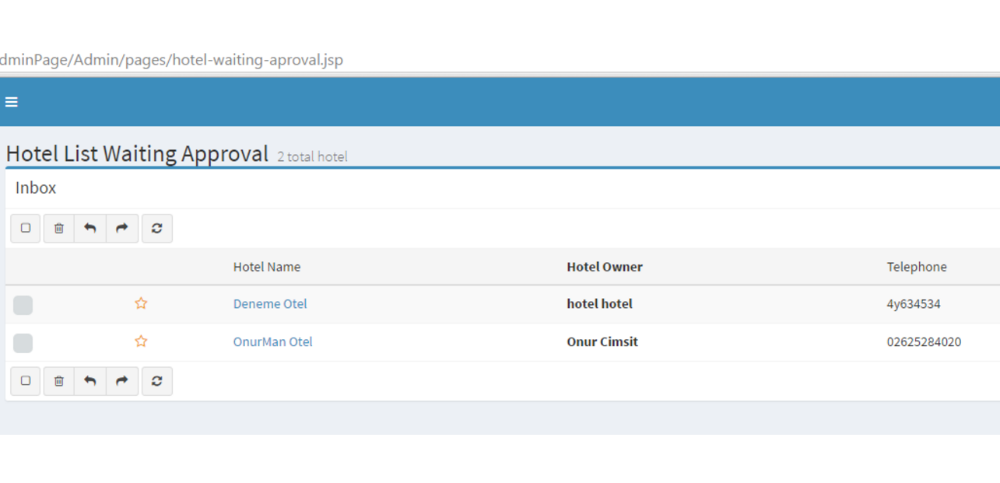 dminPage/Admin/pages/hotel-waiting-aproval.jsp
Hotel List Waiting Approval 2 total hotel
Inbox
Hotel Name Hotel Owner Telephone
Deneme Otel hotel hotel 4y634534
OnurMan Otel Onur Cimsit 02625284020